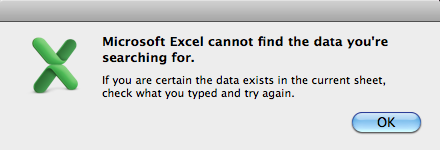 Microsoft Excel cannot find the data you're
searching for.
If you are certain the data exists in the current sheet,
check what you typed and try again.
OK